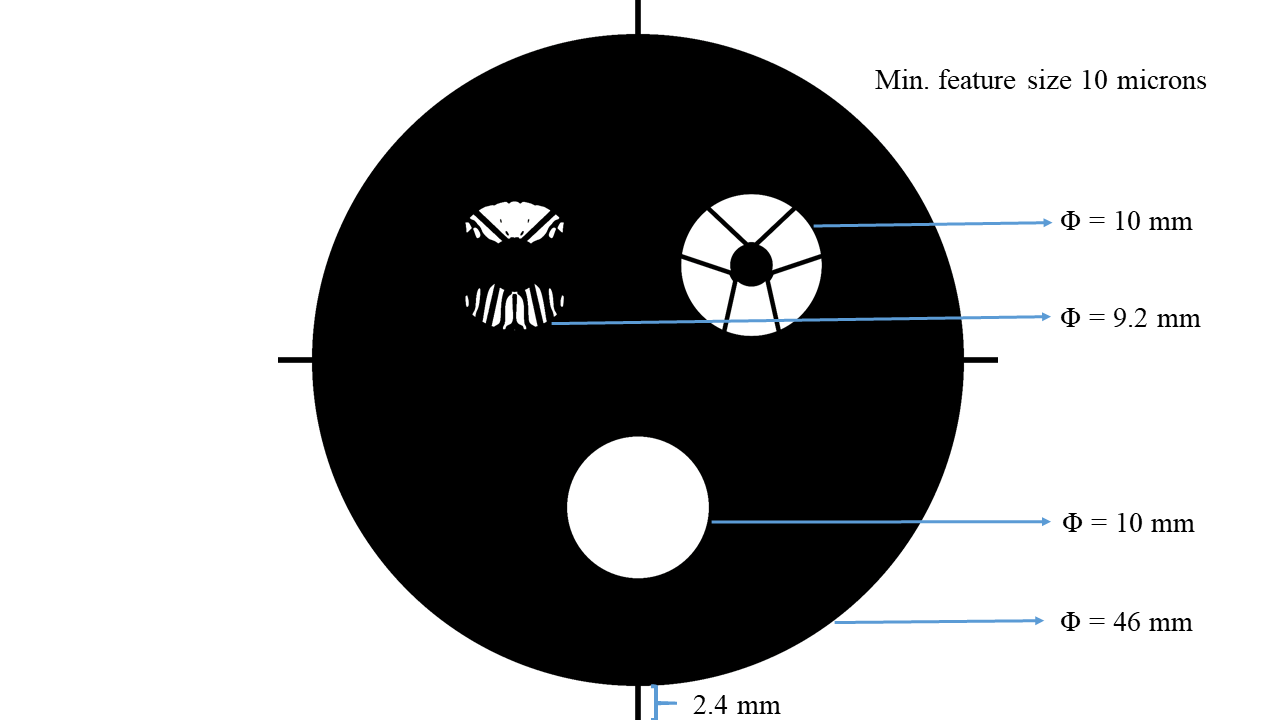 Min. feature size 10 microns
Φ = 10 mm
Φ = 9.2 mm
Φ = 10 mm
Φ = 46 mm
2.4 mm